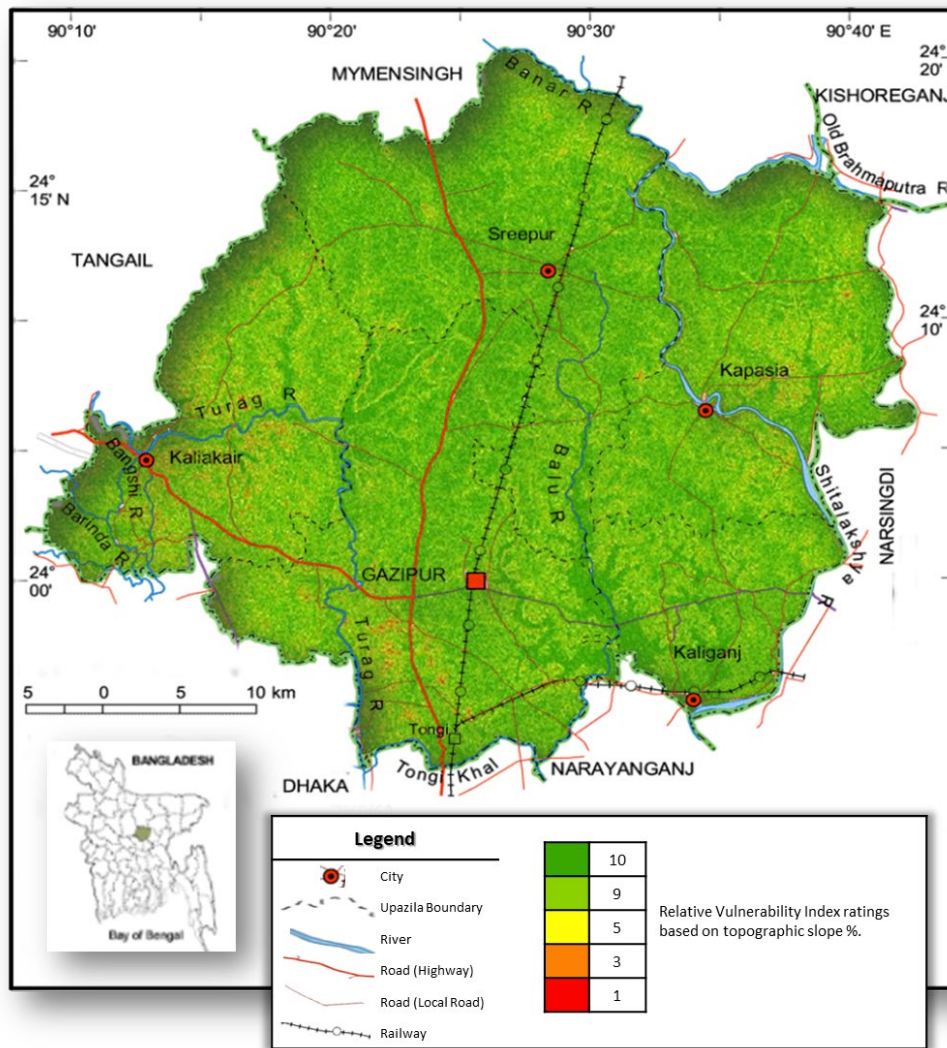 90°10'
90°20'
90°30'
90°40' E
24°
20'
MYMENSINGH
KISHOREGANJ
Banar R
Old Brahmaputra R
24°
15' N
Sreepur
TANGAIL
24°
10'
Kapasia
Turag R
Kaliakair
Bangshi R
Balu R
Barinda R
Shitalakshya R
NARSINGDI
24°
00'
GAZIPUR
Turag R
Kaliganj
5 0 5 10 km
Tongi
Tongi Khal
NARAYANGANJ
DHAKA
BANGLADESH
Bay of Bengal
Legend
City
Upazila Boundary
River
Road (Highway)
Road (Local Road)
Railway
10
9
5
3
1
Relative Vulnerability Index ratings
based on topographic slope %.